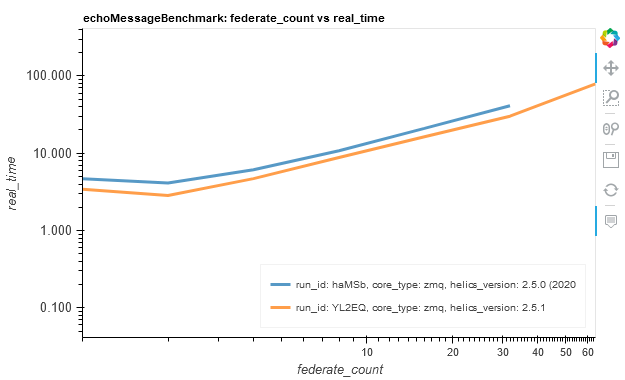 echoMessageBenchmark: federate_count vs real_time
100.000
10.000
1.000
0.100
real_time
run_id: haMSb, core_type: zmq, helics_version: 2.5.0 (2020
run_id: YL2EQ, core_type: zmq, helics_version: 2.5.1
10
20
30
40
50
60
federate_count